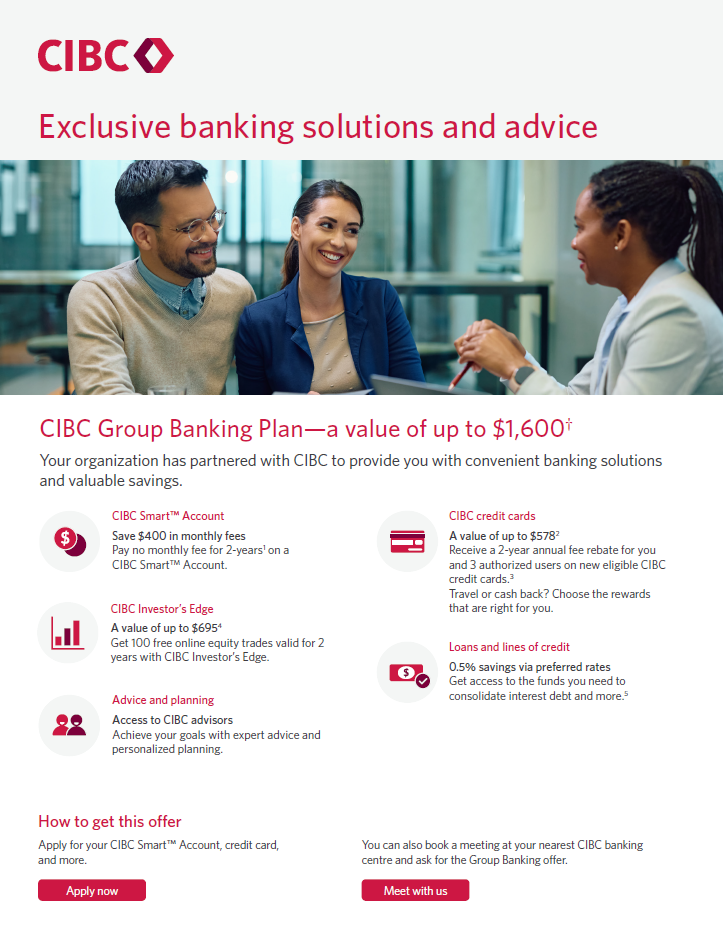 CIBC
Exclusive banking solutions and advice
CIBC Group Banking Plan—a value of up to $1,600†
Your organization has partnered with CIBC to provide you with convenient banking solutions
and valuable savings.
$
CIBC Smart™ Account
Save $400 in monthly fees
Pay no monthly fee for 2-years¹ on a
CIBC Smart™ Account.
CIBC Investor's Edge
A value of up to $695⁴
Get 100 free online equity trades valid for 2
years with CIBC Investor's Edge.
Advice and planning
Access to CIBC advisors
Achieve your goals with expert advice and
personalized planning.
CIBC credit cards
A value of up to $578²
Receive a 2-year annual fee rebate for you
and 3 authorized users on new eligible CIBC
credit cards.³
Travel or cash back? Choose the rewards
that are right for you.
$
Loans and lines of credit
0.5% savings via preferred rates
Get access to the funds you need to
consolidate interest debt and more.⁵
How to get this offer
Apply for your CIBC Smart™ Account, credit card,
and more.
Apply now
You can also book a meeting at your nearest CIBC banking
centre and ask for the Group Banking offer.
Meet with us